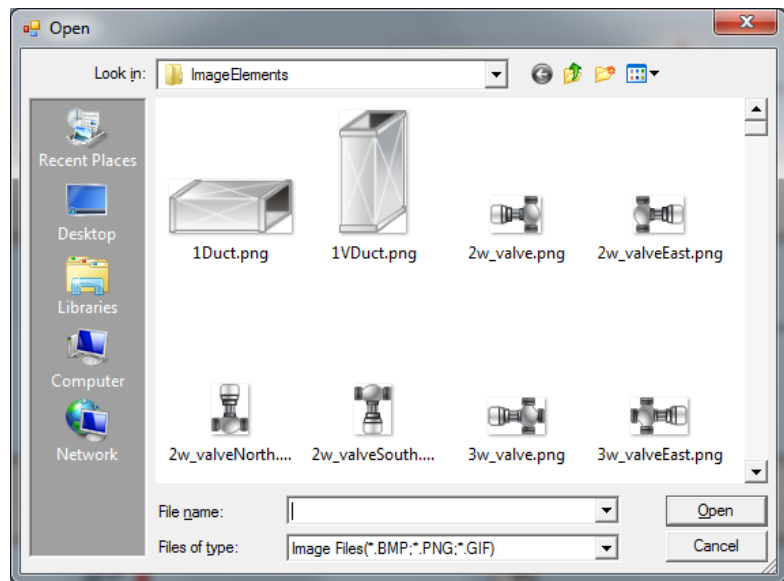 Open
Look in:
ImageElements
Recent Places
Desktop
Libraries
Computer
Network
1Duct.png
1VDuct.png
2w_valve.png
2w_valveEast.png
2w_valveNorth....
2w_valveSouth....
3w_valve.png
3w_valveEast.png
File name:
Open
Files of type:
Image Files(*.BMP;*.PNG;*.GIF)
Cancel